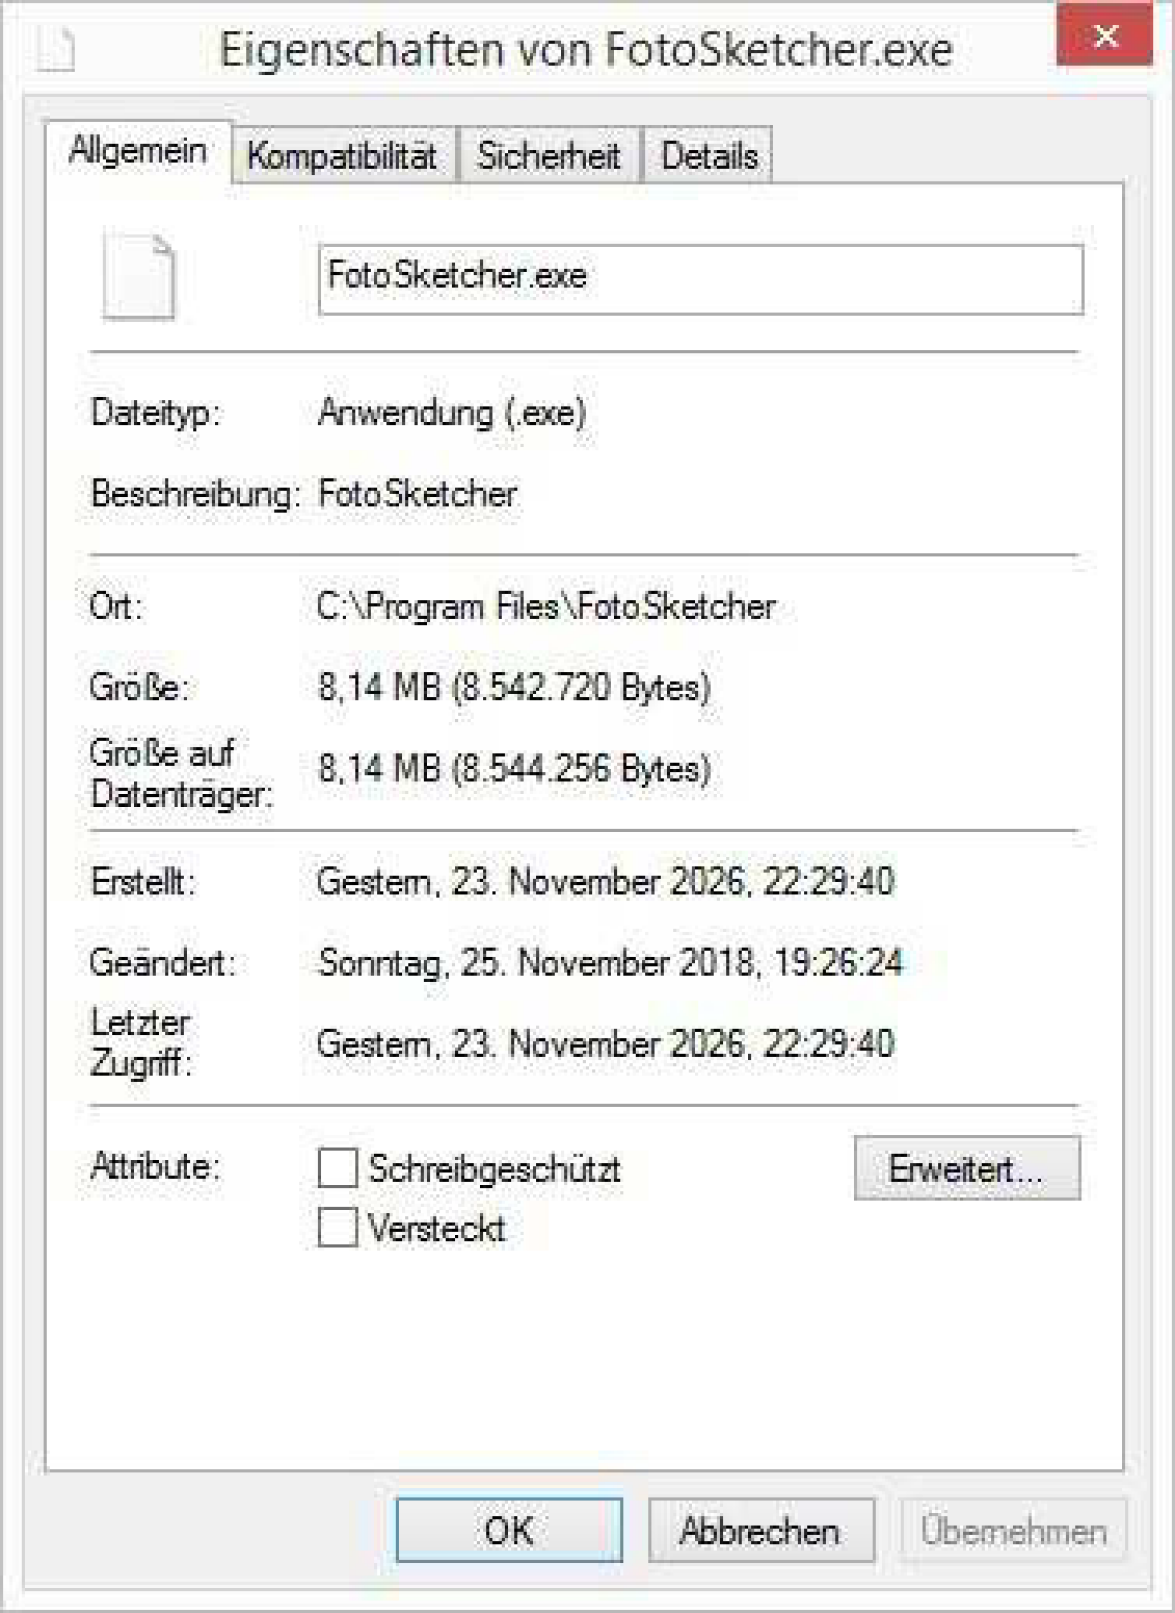 Eigenschaften von FotoSketcher.exe
Allgemein Kompatibilität Sicherheit Details
FotoSketcher.exe
Dateityp: Anwendung (.exe)
Beschreibung: FotoSketcher
Ort: C:\Program Files\FotoSketcher
Größe: 8,14 MB (8.542.720 Bytes)
Größe auf
Datenträger: 8,14 MB (8.544.256 Bytes)
Erstellt: Gestern, 23. November 2026, 22:29:40
Geändert: Sonntag, 25. November 2018, 19:26:24
Letzter
Zugriff: Gestern, 23. November 2026, 22:29:40
Attribute: Schreibgeschützt Erweitert...
Versteckt
OK Abbrechen Übernehmen